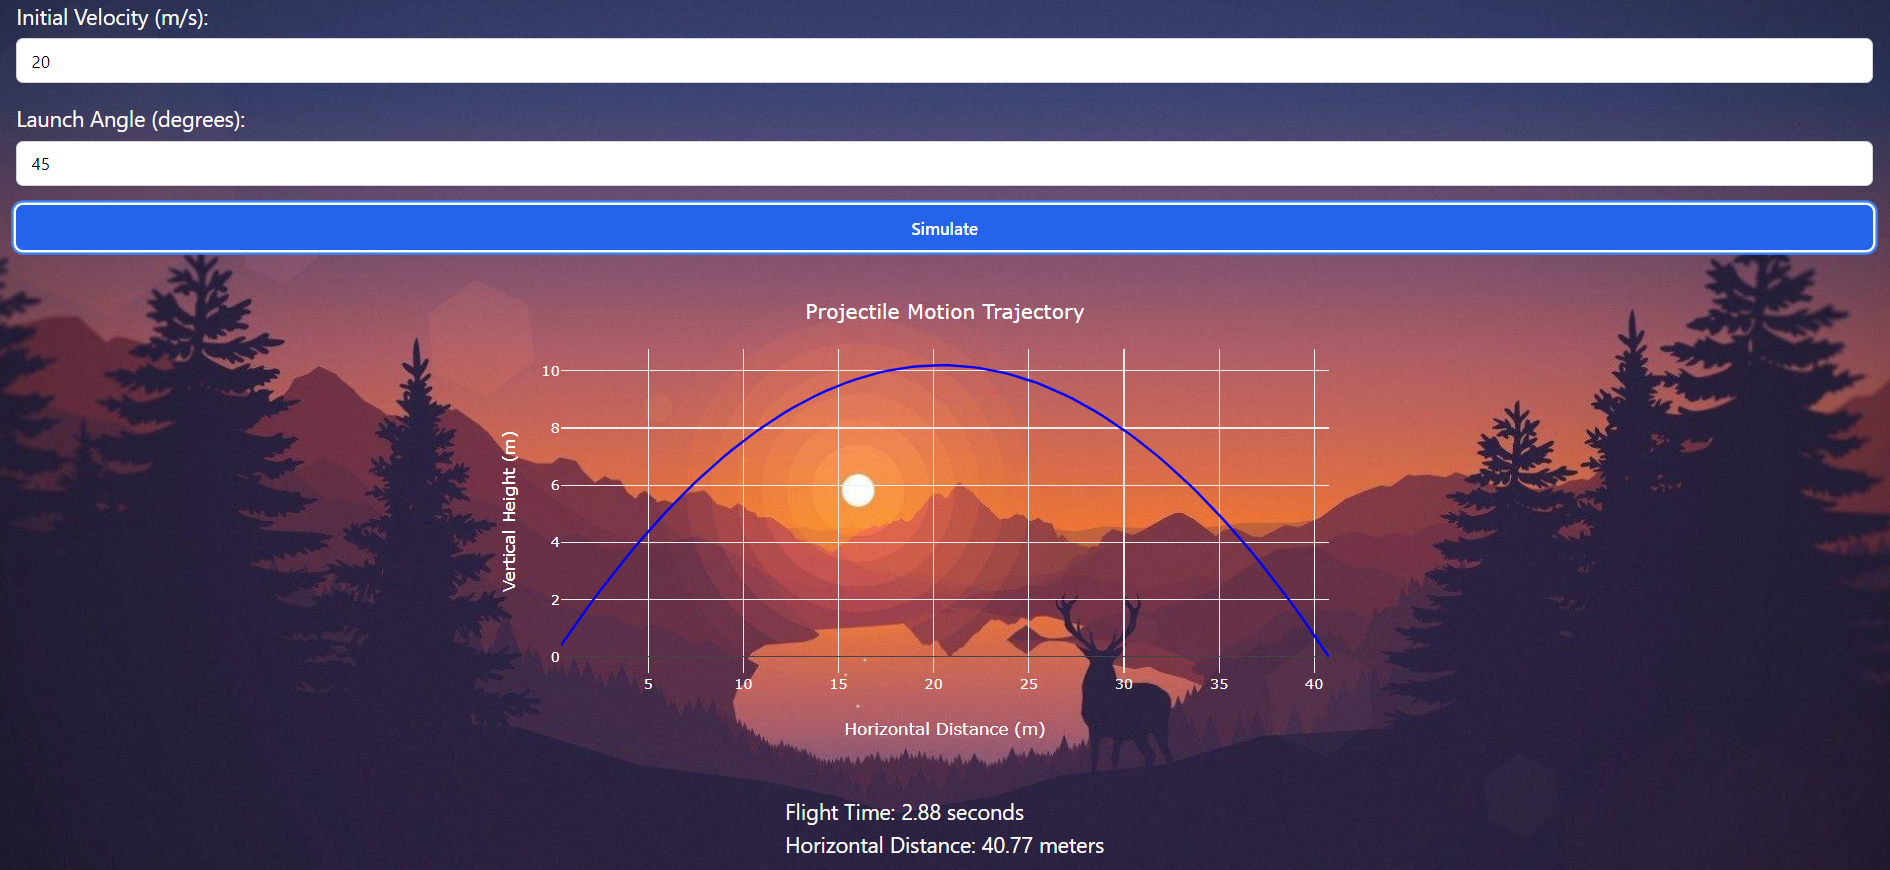 Initial Velocity (m/s):
20
Launch Angle (degrees):
45
Simulate
Projectile Motion Trajectory
10
8
6
4
2
0
Vertical Height (m)
5 10 15 20 25 30 35 40
Horizontal Distance (m)
Flight Time: 2.88 seconds
Horizontal Distance: 40.77 meters